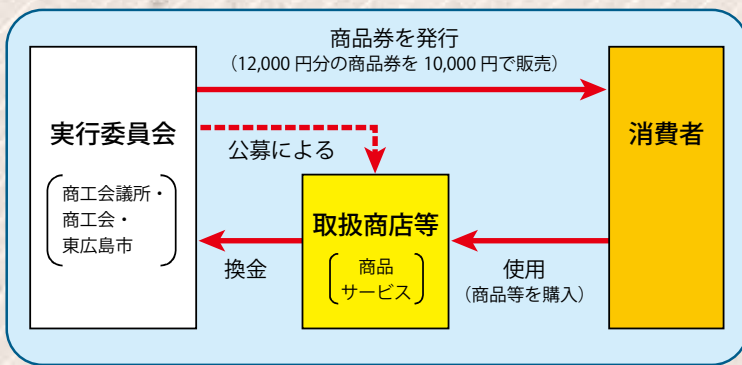 商品券を発行
（12,000 円分の商品券を 10,000 円で販売）
実行委員会
商工会議所・
商工会・
東広島市
公募による
消費者
取扱商店等
商品
サービス
換金
使用
（商品等を購入）